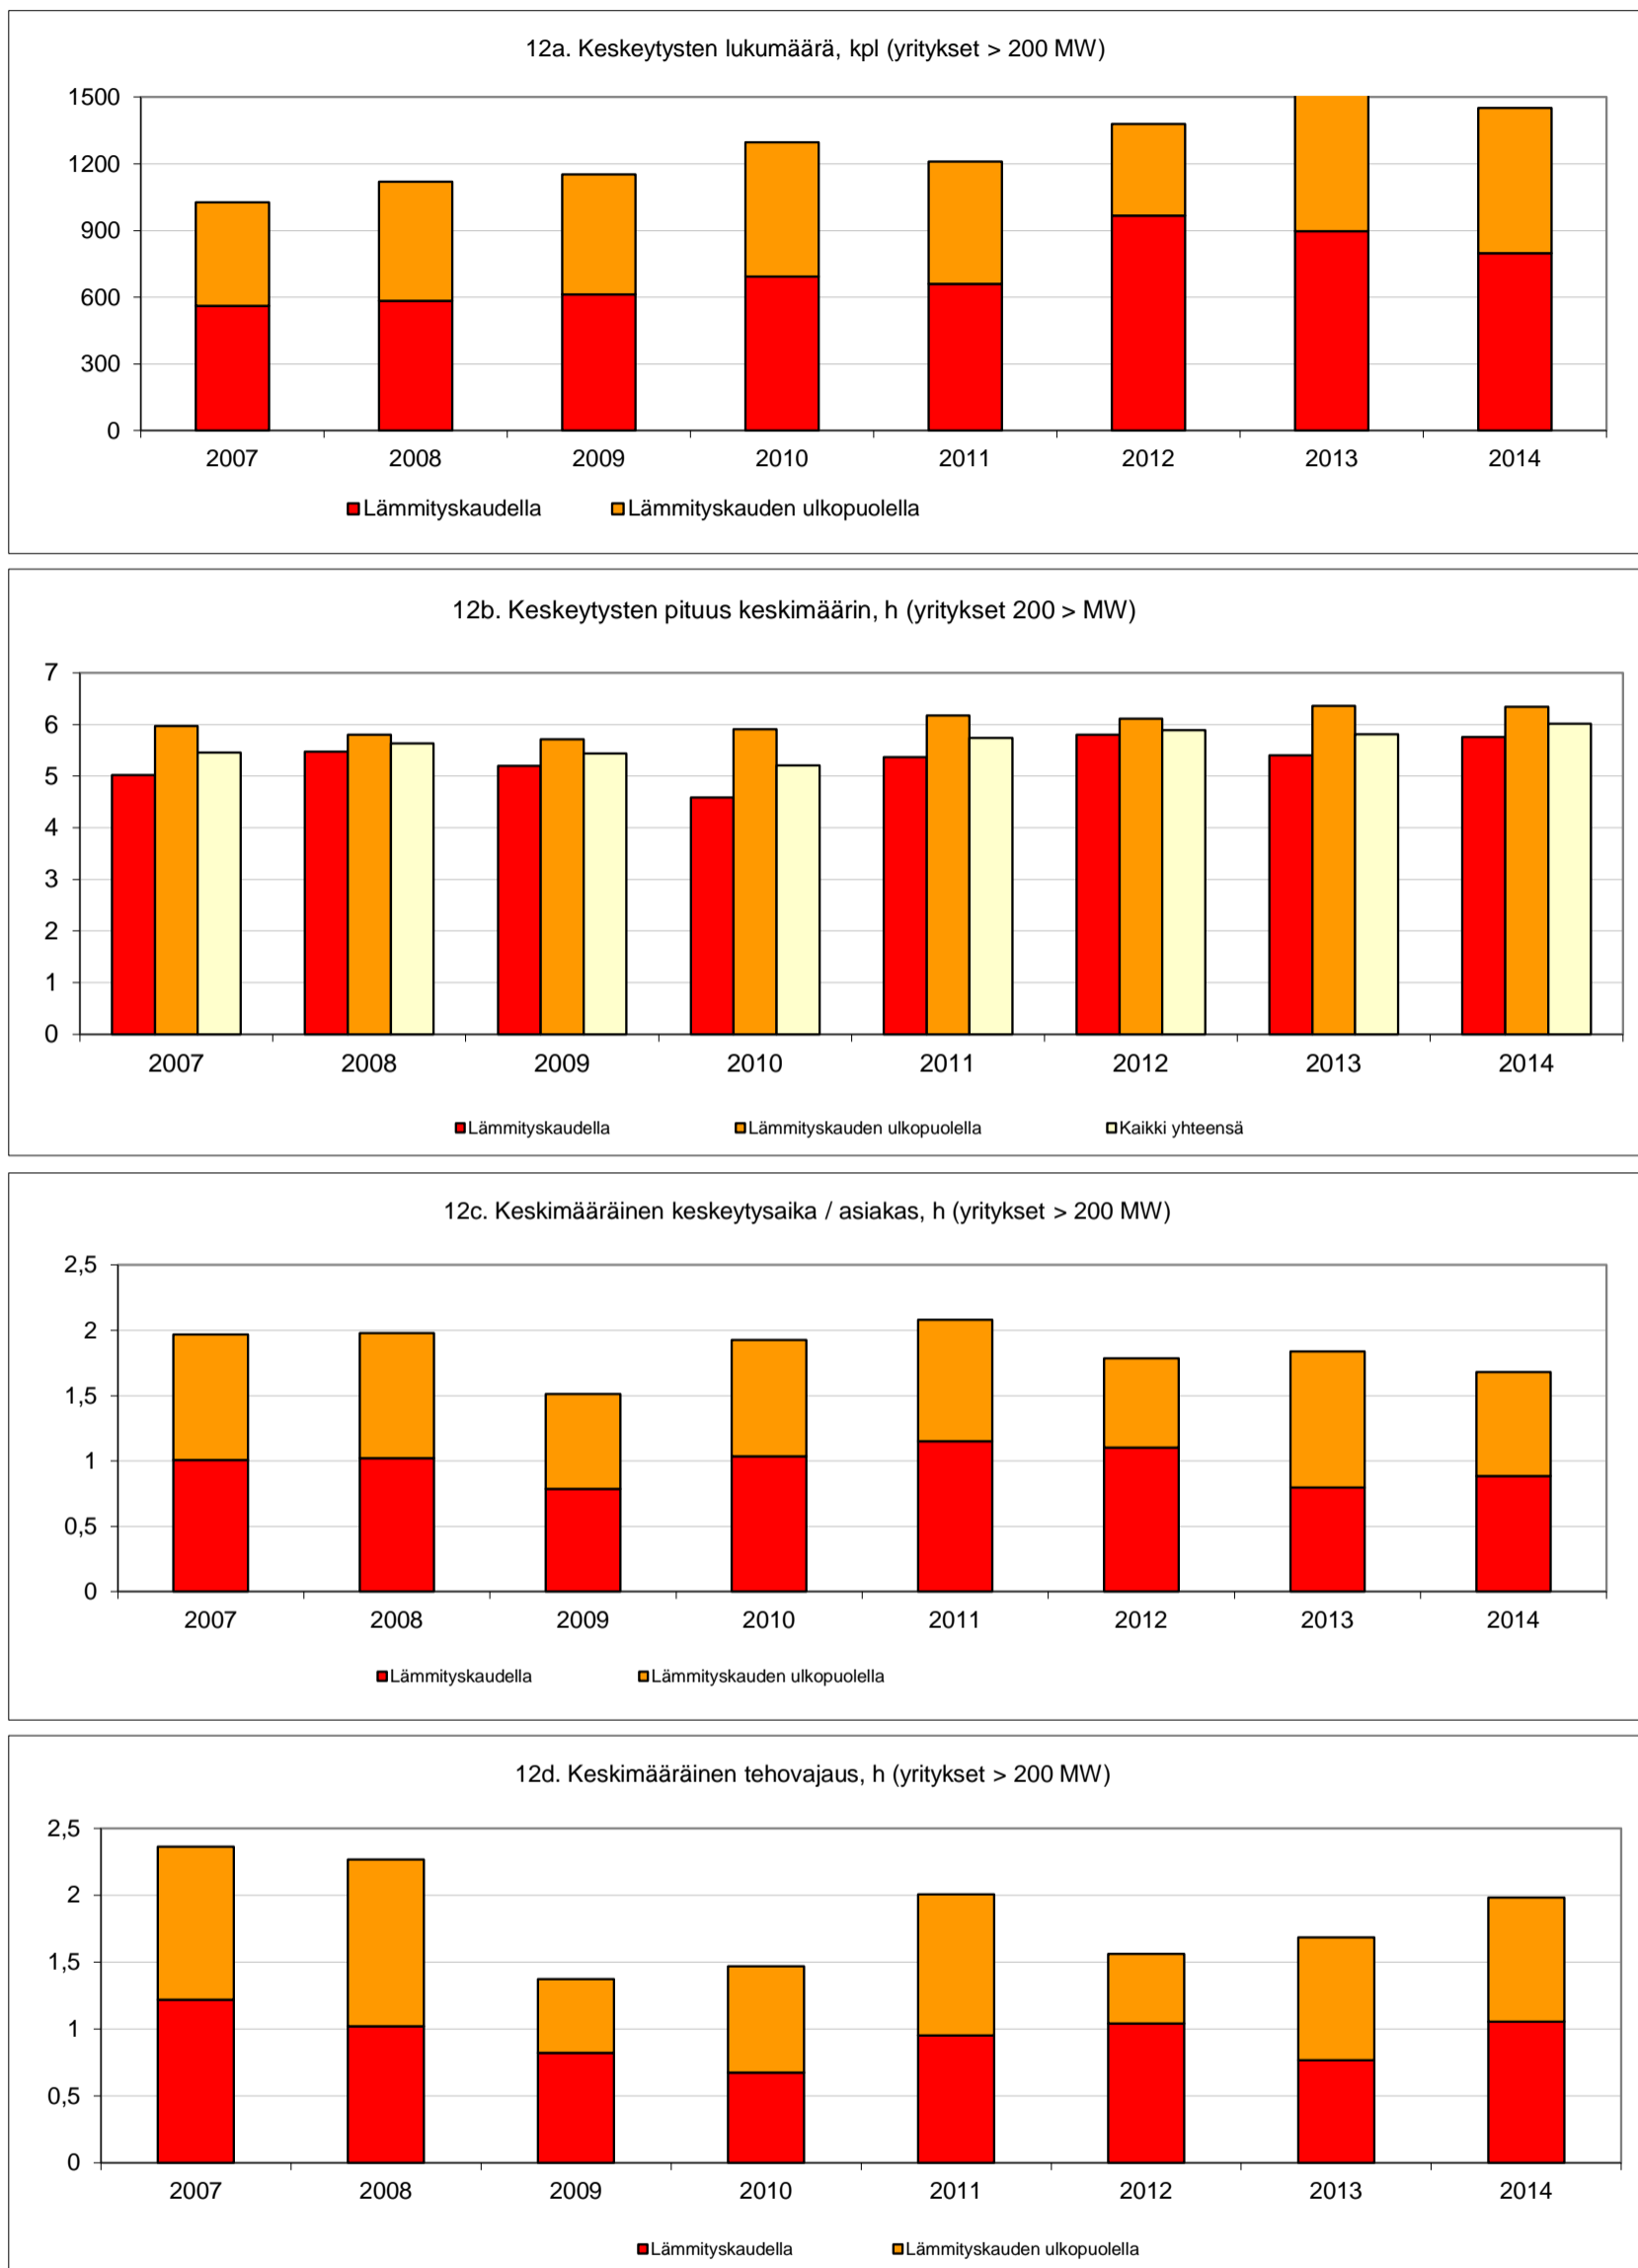 12a. Keskeytysten lukumäärä, kpl (yritykset > 200 MW)
1500
1200
900
600
300
0
2007 2008 2009 2010 2011 2012 2013 2014
Lämmityskaudella Lämmityskauden ulkopuolella
12b. Keskeytysten pituus keskimäärin, h (yritykset 200 > MW)
7
6
5
4
3
2
1
0
2007 2008 2009 2010 2011 2012 2013 2014
Lämmityskaudella Lämmityskauden ulkopuolella Kaikki yhteensä
12c. Keskimääräinen keskeytysaika / asiakas, h (yritykset > 200 MW)
2,5
2
1,5
1
0,5
0
2007 2008 2009 2010 2011 2012 2013 2014
Lämmityskaudella Lämmityskauden ulkopuolella
12d. Keskimääräinen tehovajaus, h (yritykset > 200 MW)
2,5
2
1,5
1
0,5
0
2007 2008 2009 2010 2011 2012 2013 2014
Lämmityskaudella Lämmityskauden ulkopuolella